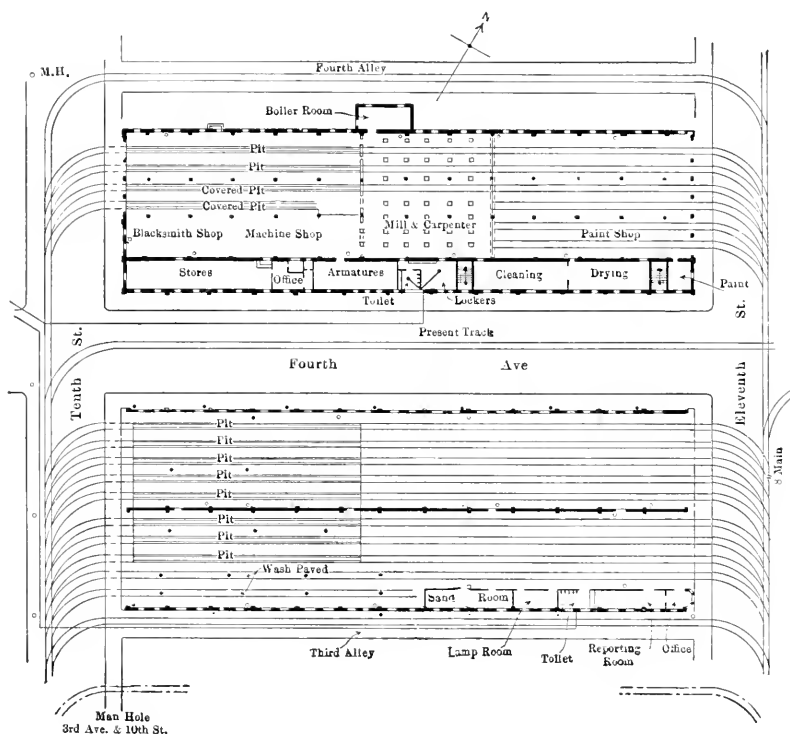 N
M.H.
Fourth Alley
Boiler Room
Pit
Pit
Covered Pit
Covered Pit
Mill & Carpenter
Blacksmith Shop
Machine Shop
Paint Shop
Stores
Office
Armatures
Cleaning
Drying
Toilet
Lockers
Paint
Present Track
Fourth Ave
Tenth St.
Eleventh St.
Pit
Pit
Pit
Pit
Pit
8 Main
Pit
Pit
Pit
Wash Paved
Sand Room
Third Alley
Lamp Room
Toilet
Reporting
Room
Office
Man Hole
3rd Ave. & 10th St.